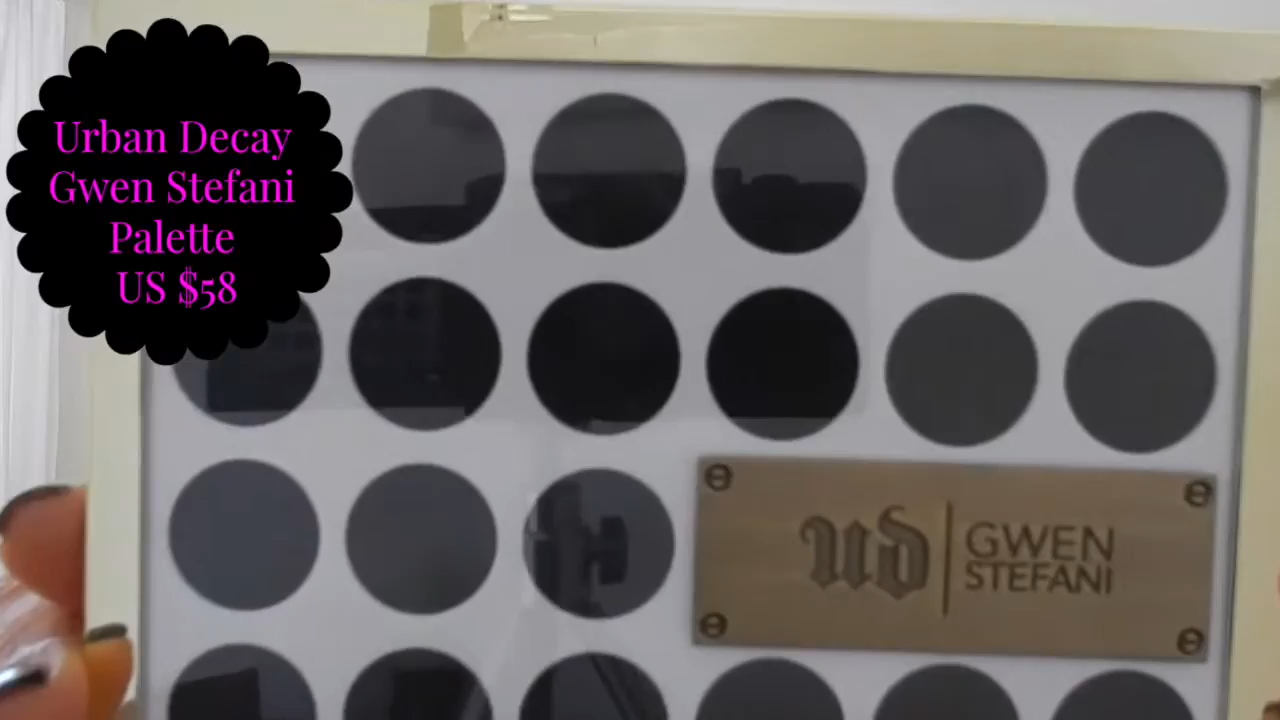 Urban Decay
Gwen Stefani
Palette
US $58
UD | GWEN
STEFANI